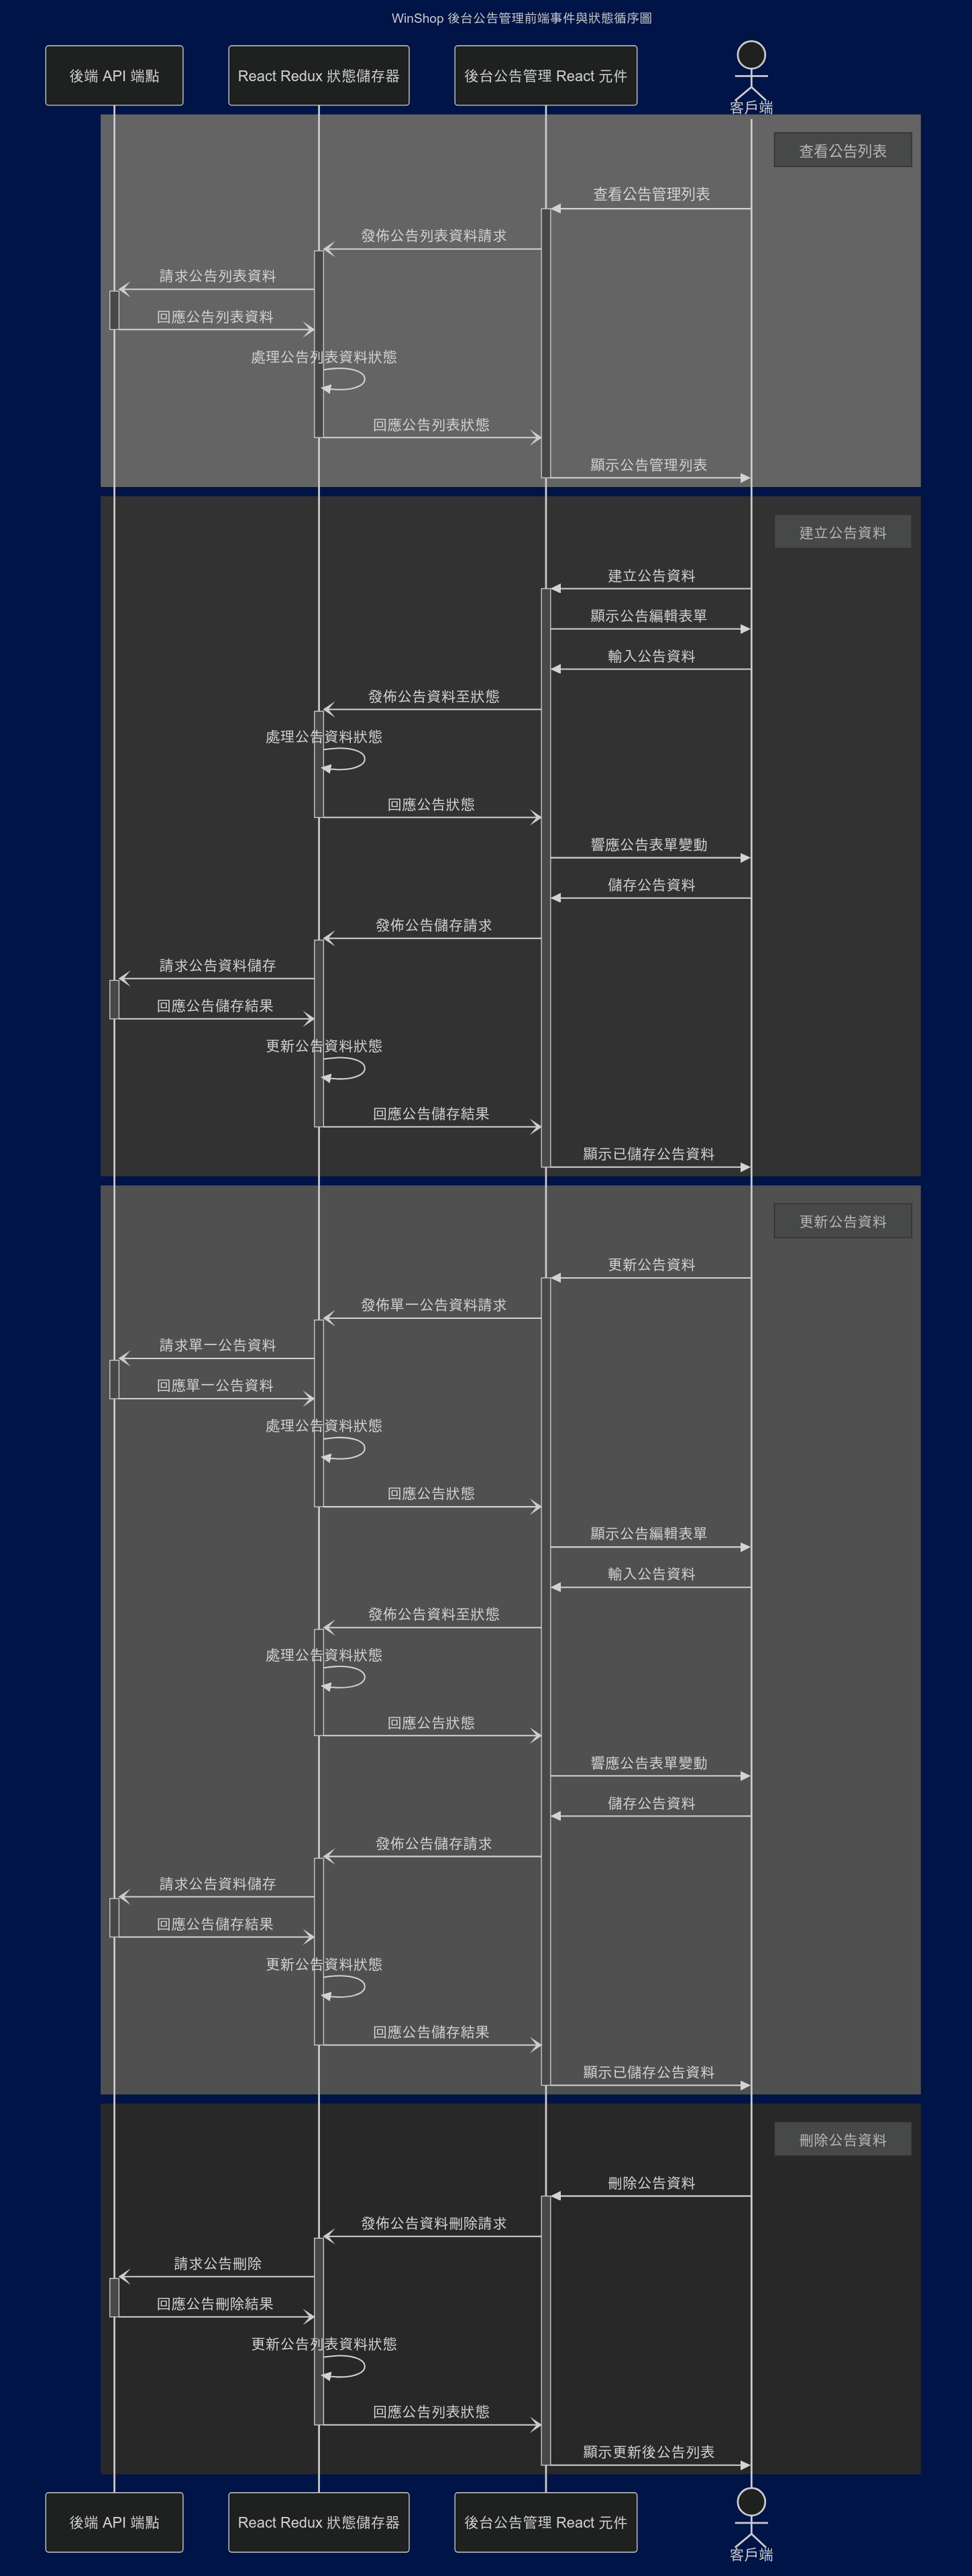 WinShop 後台公告管理前端事件與狀態循序圖
後端 API 端點
React Redux 狀態儲存器
後台公告管理 React 元件
客戶端
查看公告列表
查看公告管理列表
發佈公告列表資料請求
請求公告列表資料
回應公告列表資料
處理公告列表資料狀態
回應公告列表狀態
顯示公告管理列表
建立公告資料
建立公告資料
顯示公告編輯表單
輸入公告資料
發佈公告資料至狀態
處理公告資料狀態
回應公告狀態
響應公告表單變動
儲存公告資料
發佈公告儲存請求
請求公告資料儲存
回應公告儲存結果
更新公告資料狀態
回應公告儲存結果
顯示已儲存公告資料
更新公告資料
更新公告資料
發佈單一公告資料請求
請求單一公告資料
回應單一公告資料
處理公告資料狀態
回應公告狀態
顯示公告編輯表單
輸入公告資料
發佈公告資料至狀態
處理公告資料狀態
回應公告狀態
響應公告表單變動
儲存公告資料
發佈公告儲存請求
請求公告資料儲存
回應公告儲存結果
更新公告資料狀態
回應公告儲存結果
顯示已儲存公告資料
刪除公告資料
刪除公告資料
發佈公告資料刪除請求
請求公告刪除
回應公告刪除結果
更新公告列表資料狀態
回應公告列表狀態
顯示更新後公告列表
後端 API 端點
React Redux 狀態儲存器
後台公告管理 React 元件
客戶端